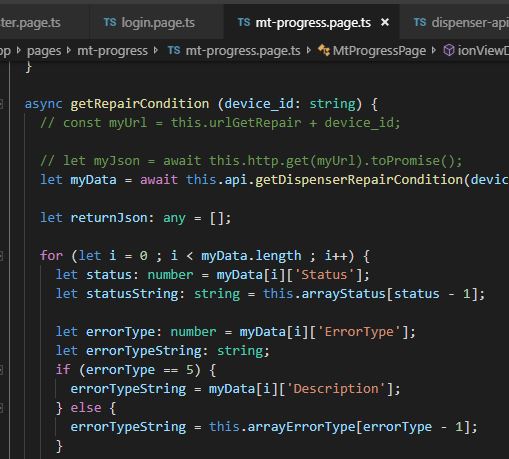 ter.page.ts TS login.page.ts TS mt-progress.page.ts × TS dispenser-api
pp › pages › mt-progress › TS mt-progress.page.ts › MtProgressPage › ionViewD
}
async getRepairCondition (device_id: string) {
// const myUrl = this.urlGetRepair + device_id;
// let myJson = await this.http.get(myUrl).toPromise();
let myData = await this.api.getDispenserRepairCondition(devic
let returnJson: any = [];
for (let i = 0 ; i < myData.length ; i++) {
let status: number = myData[i]['Status'];
let statusString: string = this.arrayStatus[status - 1];
let errorType: number = myData[i]['ErrorType'];
let errorTypeString: string;
if (errorType == 5) {
errorTypeString = myData[i]['Description'];
} else {
errorTypeString = this.arrayErrorType[errorType - 1];
}